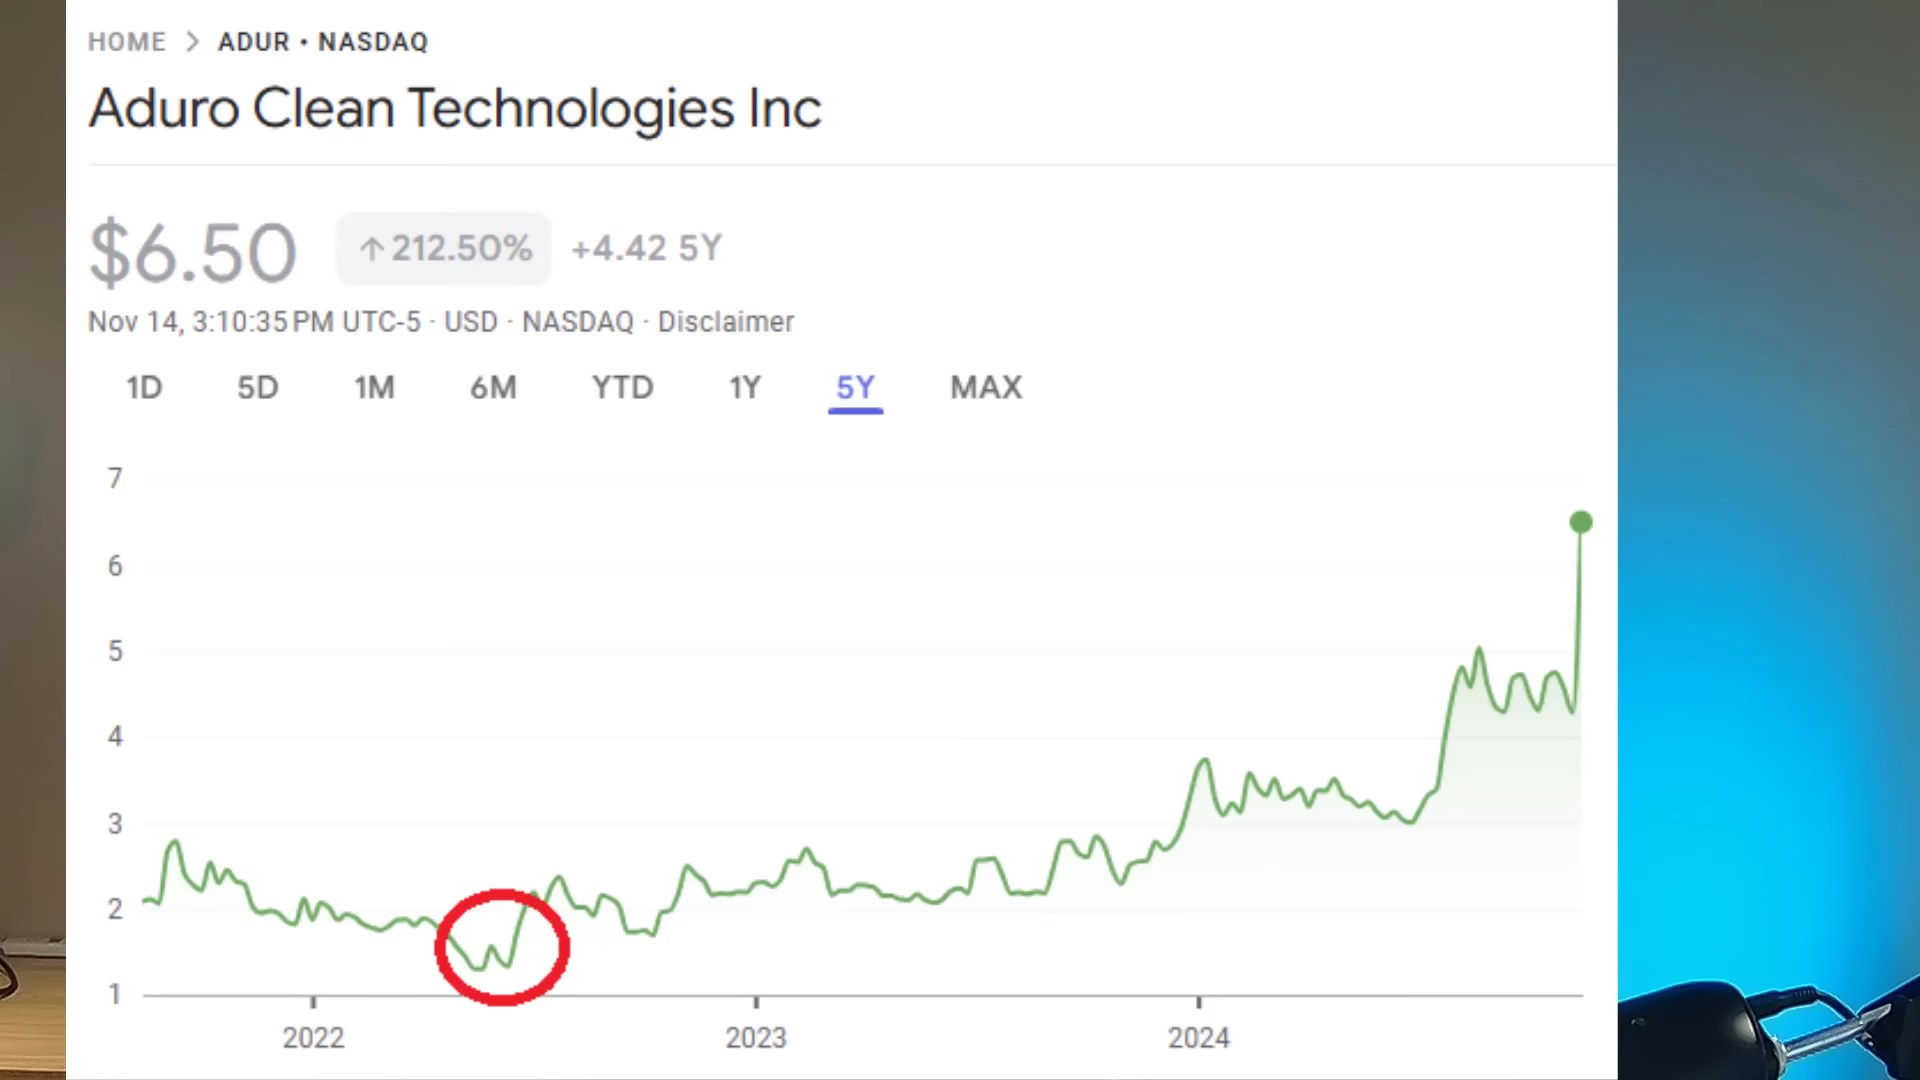 HOME > ADUR • NASDAQ
Aduro Clean Technologies Inc
$6.50 ↑ 212.50% +4.42 5Y
Nov 14, 3:10:35 PM UTC-5 · USD · NASDAQ · Disclaimer
1D 5D 1M 6M YTD 1Y 5Y MAX
7
6
5
4
3
2
1
2022 2023 2024